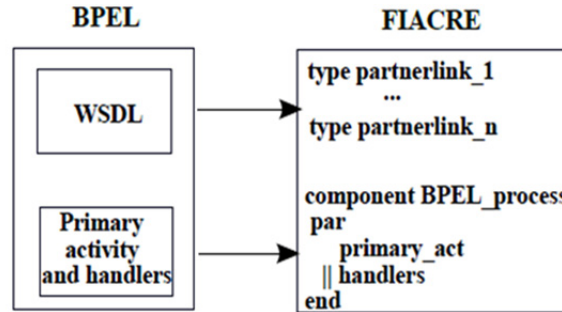 BPEL
WSDL
Primary
activity
and handlers
FIACRE
type partnerlink_1
...
type partnerlink_n
component BPEL_process
par
primary_act
|| handlers
end